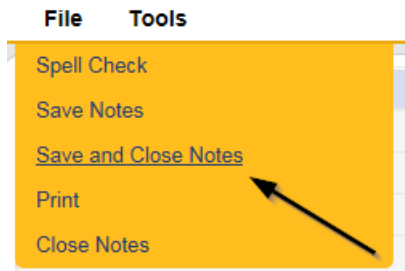 File Tools
Spell Check
Save Notes
Save and Close Notes
Print
Close Notes